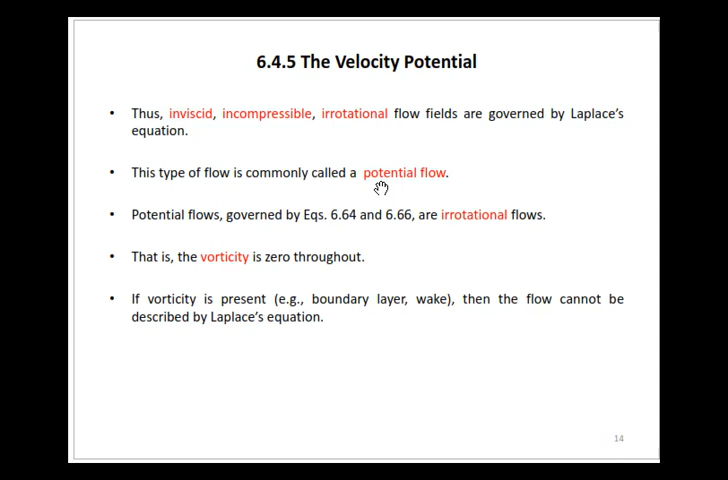 6.4.5 The Velocity Potential
• Thus, inviscid, incompressible, irrotational flow fields are governed by Laplace's
equation.
• This type of flow is commonly called a potential flow.
• Potential flows, governed by Eqs. 6.64 and 6.66, are irrotational flows.
• That is, the vorticity is zero throughout.
• If vorticity is present (e.g., boundary layer, wake), then the flow cannot be
described by Laplace's equation.
14